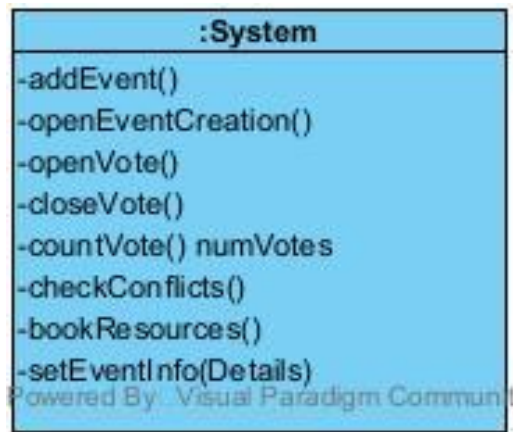 :System
-addEvent()
-openEventCreation()
-openVote()
-closeVote()
-countVote() numVotes
-checkConflicts()
-bookResources()
-setEventInfo(Details)
Powered By Visual Paradigm Communit